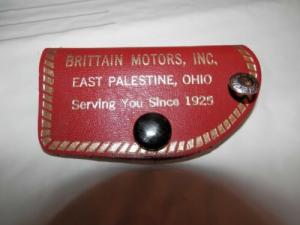 BRITTAIN MOTORS, INC.
EAST PALESTINE, OHIO
Serving You Since 1925